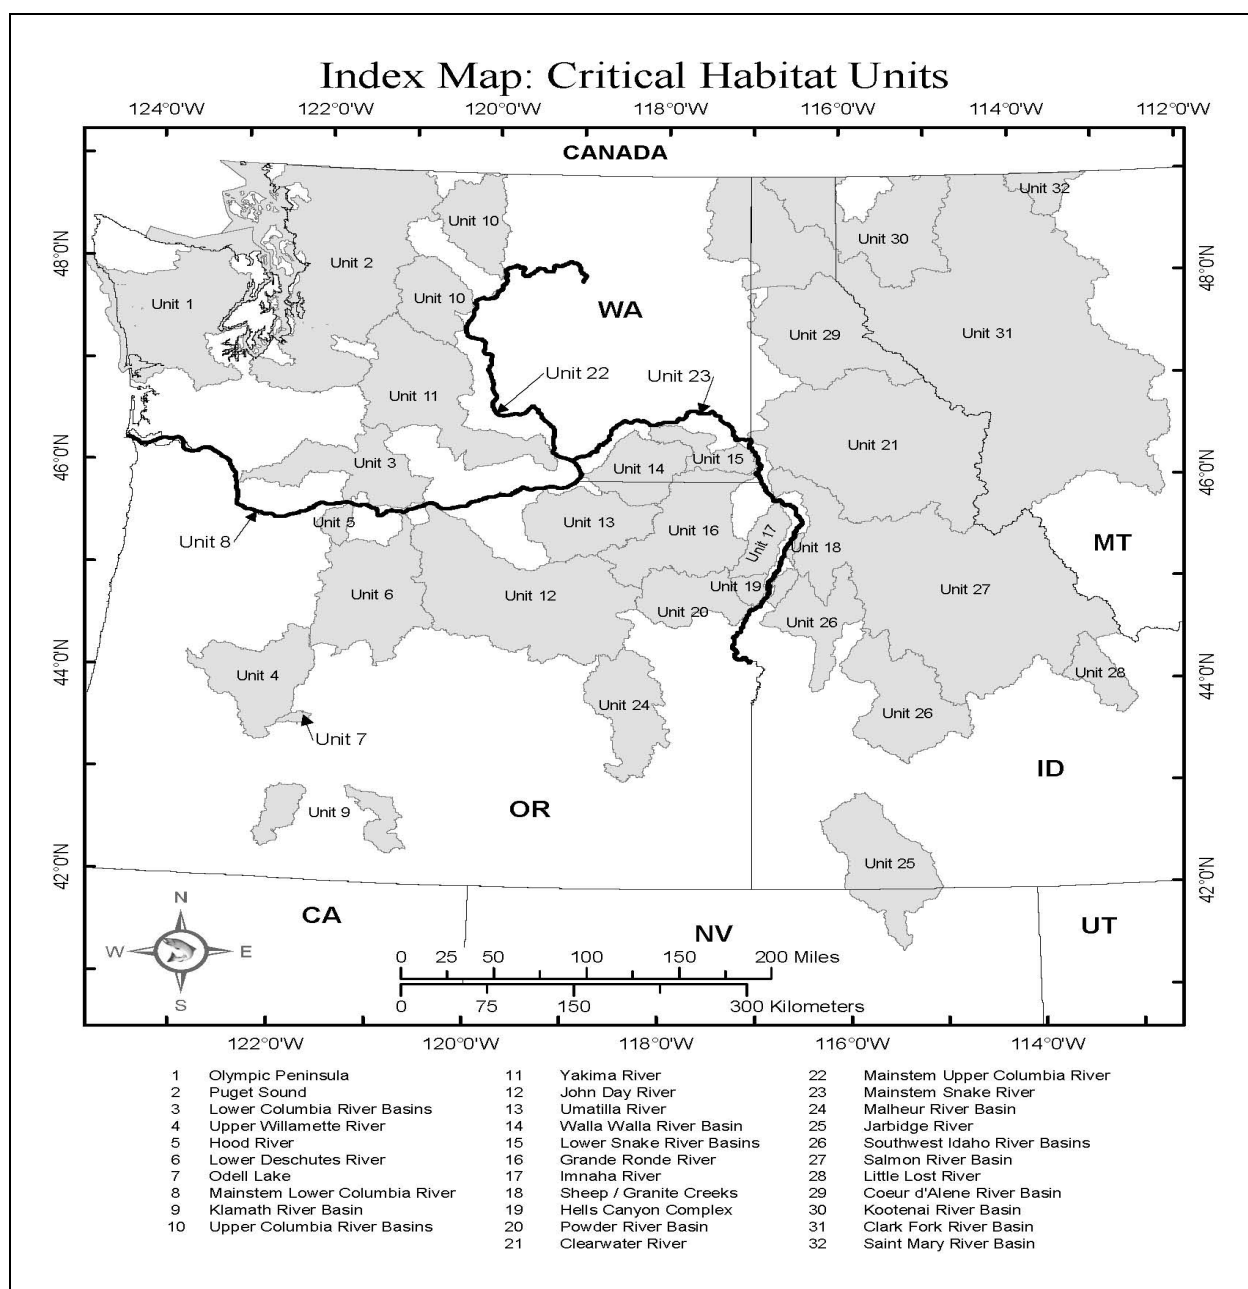 Index Map: Critical Habitat Units
124°0'W 122°0'W 120°0'W 118°0'W 116°0'W 114°0'W 112°0'W
CANADA
Unit 32
Unit 10
Unit 30
48°0'N
48°0'N
Unit 2
Unit 1
Unit 10
WA
Unit 29
Unit 31
Unit 22
Unit 23
Unit 11
Unit 21
46°0'N
46°0'N
Unit 3
Unit 14
Unit 15
Unit 5
Unit 13
Unit 16
Unit 17
Unit 8
Unit 18
MT
Unit 6
Unit 12
Unit 19
Unit 27
Unit 20
Unit 26
44°0'N
44°0'N
Unit 4
Unit 28
Unit 24
Unit 26
Unit 7
ID
OR
Unit 9
42°0'N
42°0'N
Unit 25
N
W
E
S
CA
NV
UT
0 25 50 100 150 200 Miles
0 75 150 300 Kilometers
122°0'W 120°0'W 118°0'W 116°0'W 114°0'W
1 Olympic Peninsula
2 Puget Sound
3 Lower Columbia River Basins
4 Upper Willamette River
5 Hood River
6 Lower Deschutes River
7 Odell Lake
8 Mainstem Lower Columbia River
9 Klamath River Basin
10 Upper Columbia River Basins
11 Yakima River
12 John Day River
13 Umatilla River
14 Walla Walla River Basin
15 Lower Snake River Basins
16 Grande Ronde River
17 Imnaha River
18 Sheep / Granite Creeks
19 Hells Canyon Complex
20 Powder River Basin
21 Clearwater River
22 Mainstem Upper Columbia River
23 Mainstem Snake River
24 Malheur River Basin
25 Jarbidge River
26 Southwest Idaho River Basins
27 Salmon River Basin
28 Little Lost River
29 Coeur d'Alene River Basin
30 Kootenai River Basin
31 Clark Fork River Basin
32 Saint Mary River Basin